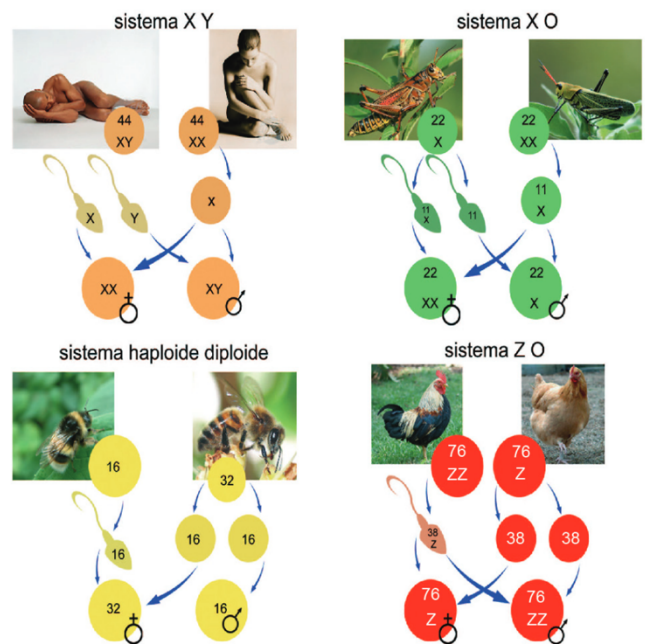 sistema X Y
44
XY
44
XX
X
Y
X
XX
XY
sistema X O
22
X
22
XX
11
X
11
11
X
22
XX
22
X
sistema haploide diploide
16
32
16
16
16
32
16
sistema Z O
76
ZZ
76
Z
38
Z
38
38
76
Z
76
ZZ